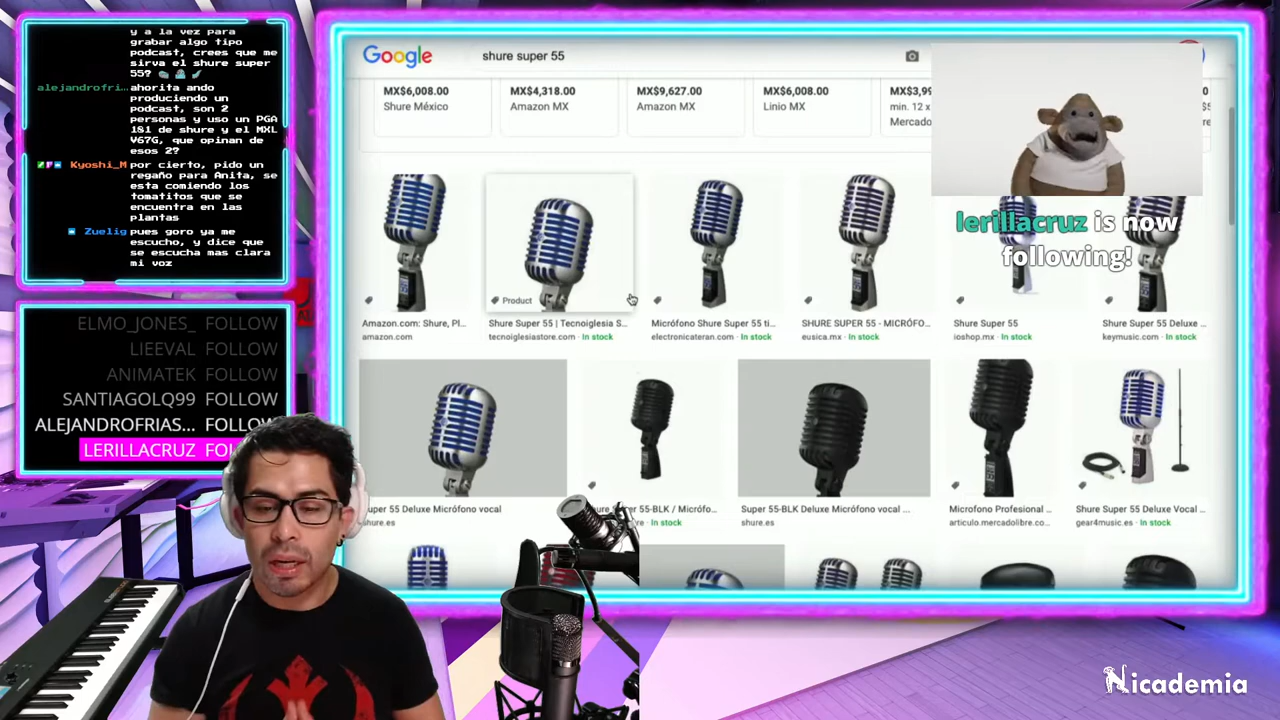 y a la vez para
grabar algo tipo
podcast, crees que me
sirva el shure super
55?
alejandrofri… ahorita ando
produciendo un
podcast, son 2
personas y uso un PGA
181 de shure y el MXL
V67G, que opinan de
esos 2?
Kyoshi_M por cierto, pido un
regaño para Anita, se
esta comiendo los
tomatitos que se
encuentra en las
plantas
Zuelig pues goro ya me
escucho, y dice que
se escucha mas clara
mi voz
ELMO_JONES_ FOLLOW
LIEEVAL FOLLOW
ANIMATEK FOLLOW
SANTIAGOLQ99 FOLLOW
ALEJANDROFRIAS... FOLLOW
LERILLACRUZ
Google shure super 55
MX$6,008.00 MX$4,318.00 MX$9,627.00 MX$6,008.00 MX$3,99
Shure México Amazon MX Amazon MX Linio MX min. 12 x
Mercado
lerillacruz is now
following!
Product
Amazon.com: Shure, Pl... Shure Super 55 | Tecnoiglesia S... Micrófono Shure Super 55 ti... SHURE SUPER 55 - MICRÓFO... Shure Super 55 Shure Super 55 Deluxe ...
amazon.com tecnoiglesiastore.com · In stock electronicateran.com · In stock eusica.mx · In stock ioshop.mx · In stock keymusic.com · In stock
uper 55 Deluxe Micrófono vocal 55-BLK / Micrófo... Super 55-BLK Deluxe Micrófono vocal ... Microfono Profesional ... Shure Super 55 Deluxe Vocal ...
shure.es In stock shure.es articulo.mercadolibre.co... gear4music.es · In stock
Nicademia